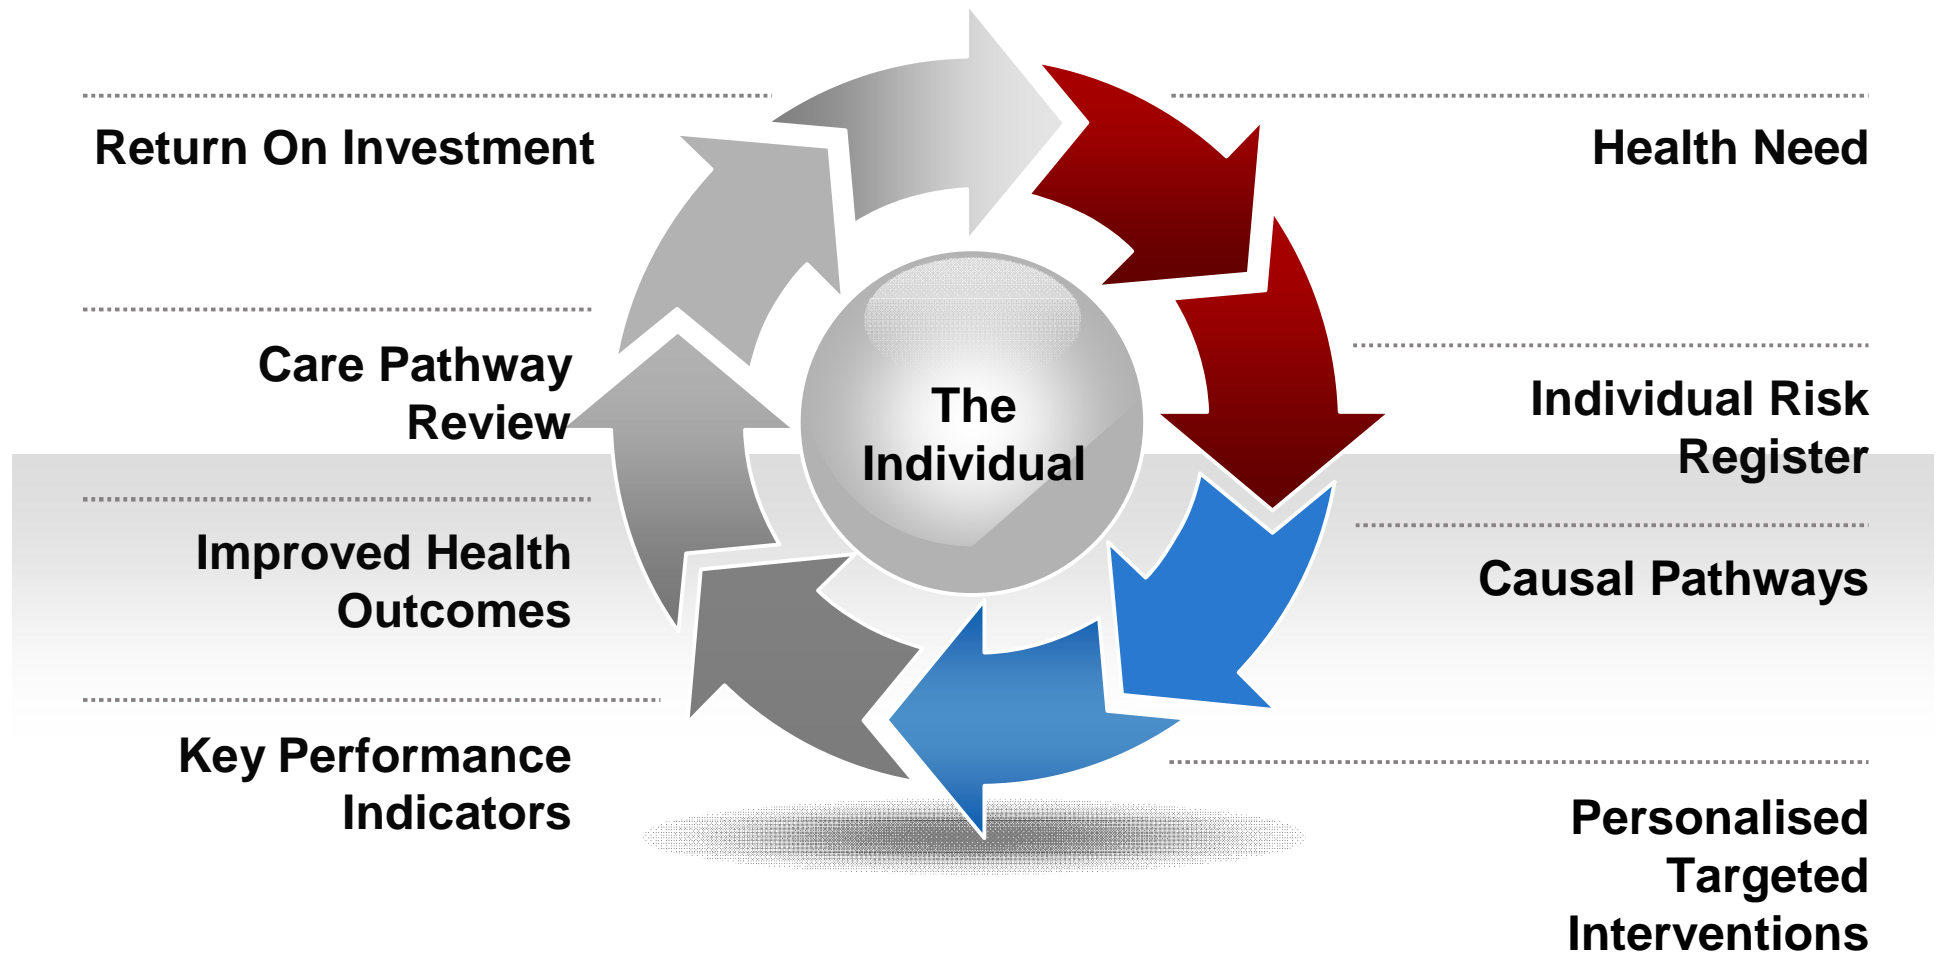 Return On Investment
Health Need
Care Pathway
Review
The
Individual
Individual Risk
Register
Improved Health
Outcomes
Causal Pathways
Key Performance
Indicators
Personalised
Targeted
Interventions